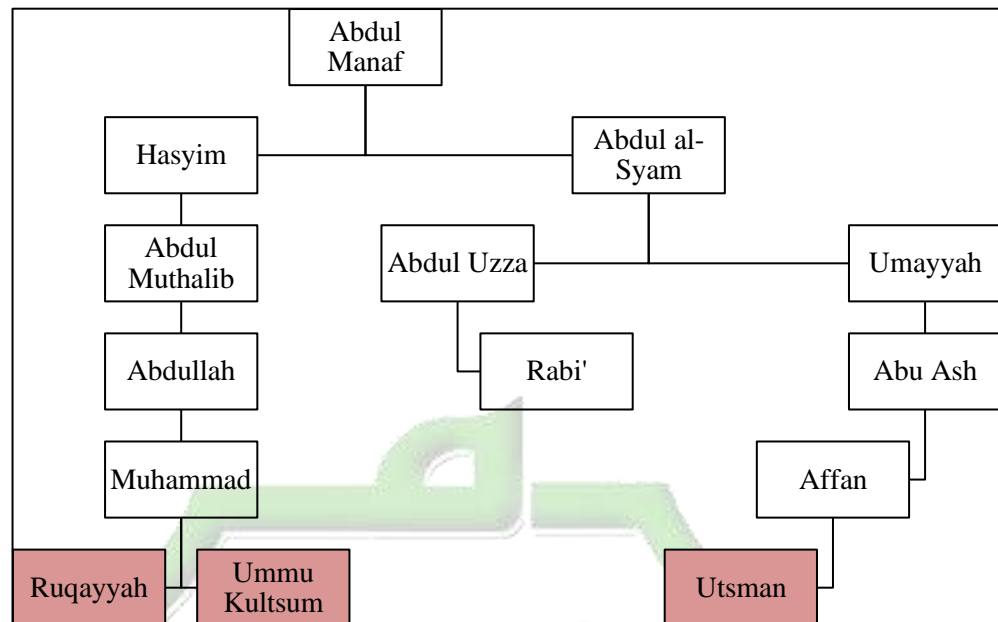 Abdul
Manaf
Hasyim
Abdul al-
Syam
Abdul
Muthalib
Abdul Uzza
Umayyah
Abdullah
Rabi'
Abu Ash
Muhammad
Affan
Ruqayyah
Ummu
Kultsum
Utsman